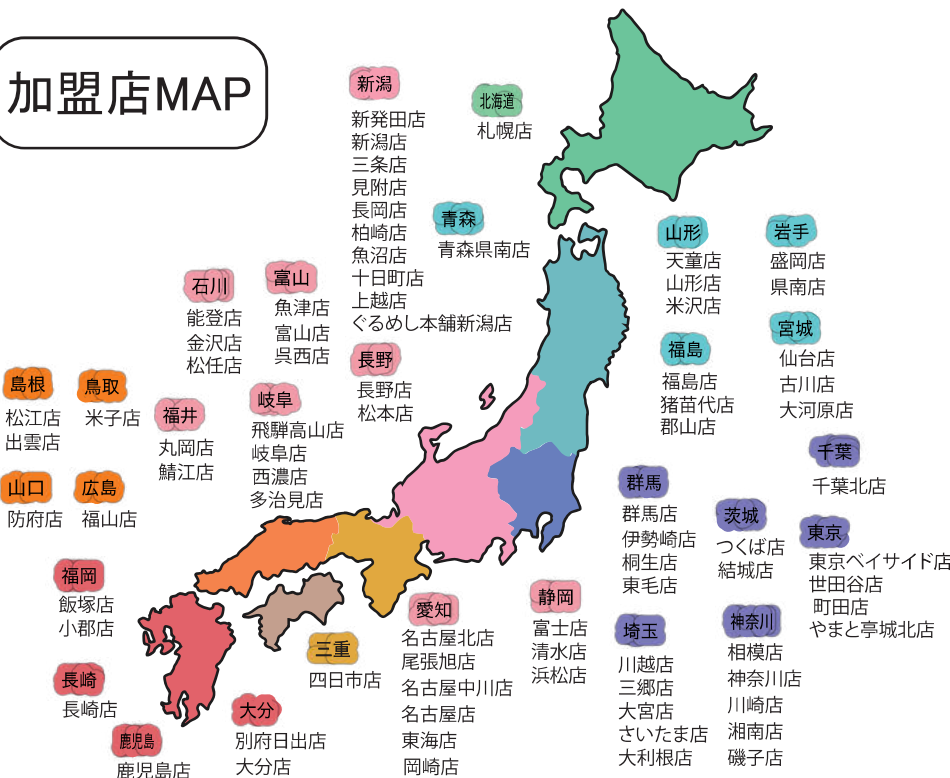 加盟店MAP
北海道
札幌店
青森
青森県南店
岩手
盛岡店
県南店
宮城
仙台店
古川店
大河原店
山形
天童店
山形店
米沢店
福島
福島店
猪苗代店
郡山店
新潟
新発田店
新潟店
三条店
見附店
長岡店
柏崎店
魚沼店
十日町店
上越店
ぐるめし本舗新潟店
長野
長野店
松本店
富山
魚津店
富山店
呉西店
石川
能登店
金沢店
松任店
福井
丸岡店
鯖江店
岐阜
飛騨高山店
岐阜店
西濃店
多治見店
島根
松江店
出雲店
鳥取
米子店
山口
防府店
広島
福山店
千葉
千葉北店
群馬
群馬店
伊勢崎店
桐生店
東毛店
茨城
つくば店
結城店
東京
東京ベイサイド店
世田谷店
町田店
やまと亭城北店
埼玉
川越店
三郷店
大宮店
さいたま店
大利根店
神奈川
相模店
神奈川店
川崎店
湘南店
磯子店
静岡
富士店
清水店
浜松店
愛知
名古屋北店
尾張旭店
名古屋中川店
名古屋店
東海店
岡崎店
三重
四日市店
福岡
飯塚店
小郡店
長崎
長崎店
大分
別府日出店
大分店
鹿児島
鹿児島店